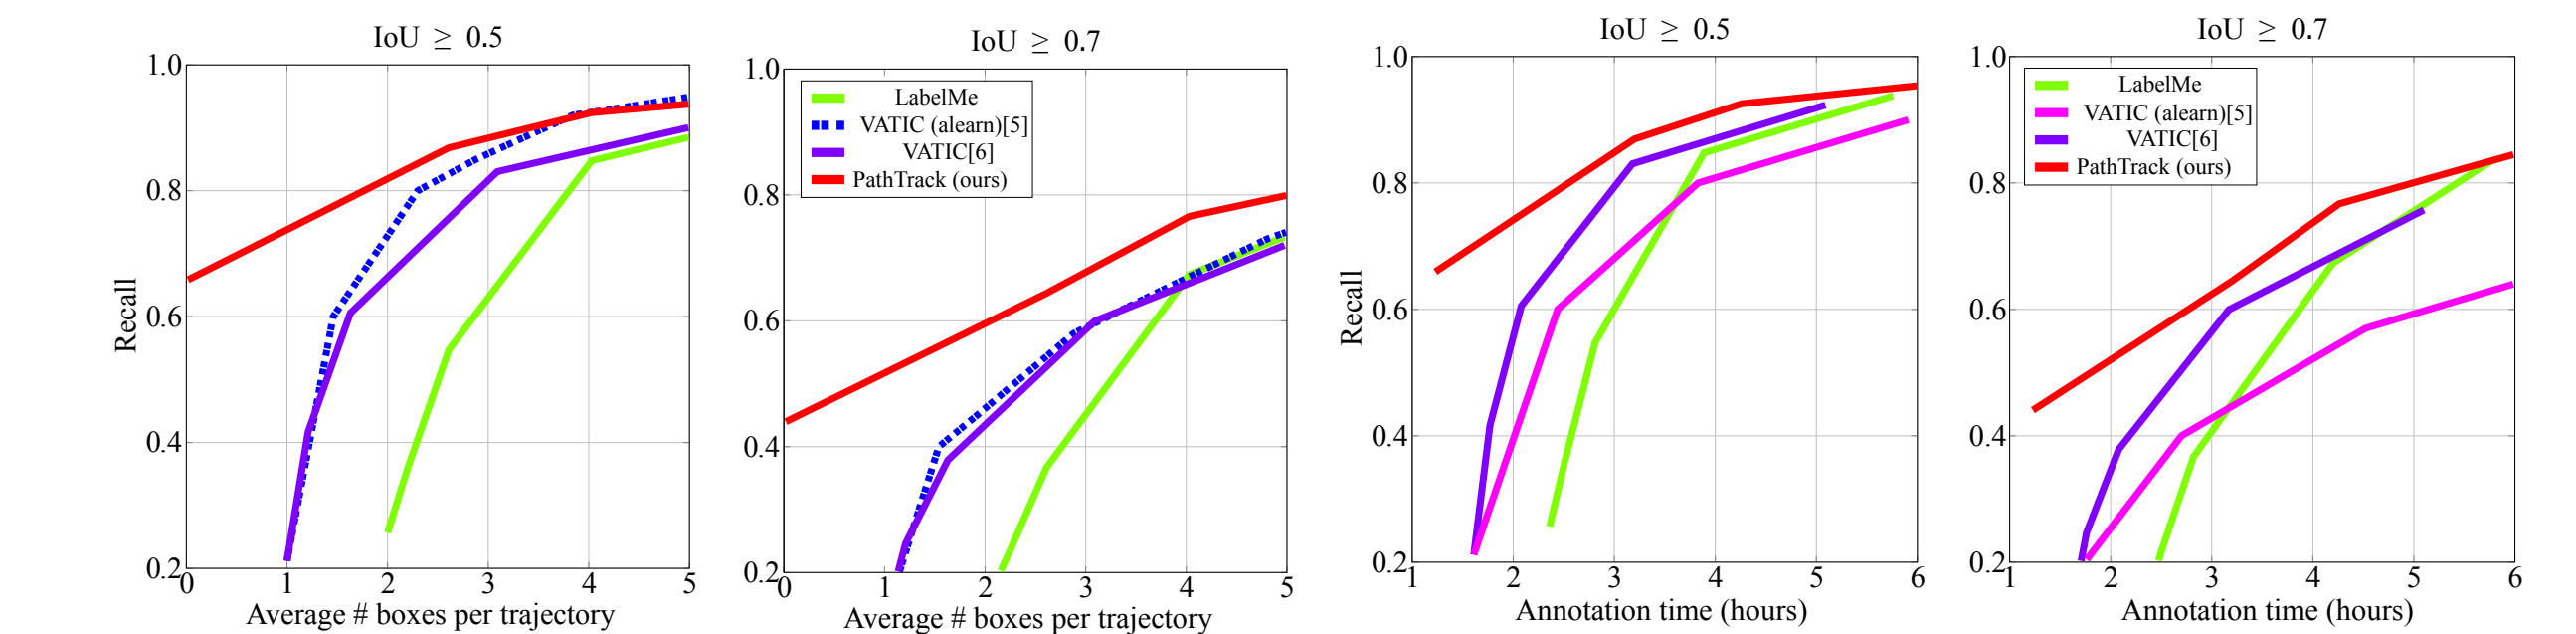 IoU ≥ 0.5
1.0
0.8
0.6
0.4
0.2
0 1 2 3 4 5
Recall
Average # boxes per trajectory
IoU ≥ 0.7
1.0
0.8
0.6
0.4
0.2
0 1 2 3 4 5
LabelMe
VATIC (alearn)[5]
VATIC[6]
PathTrack (ours)
Average # boxes per trajectory
IoU ≥ 0.5
1.0
0.8
0.6
0.4
0.2
1 2 3 4 5 6
Recall
Annotation time (hours)
IoU ≥ 0.7
1.0
0.8
0.6
0.4
0.2
1 2 3 4 5 6
LabelMe
VATIC (alearn)[5]
VATIC[6]
PathTrack (ours)
Annotation time (hours)